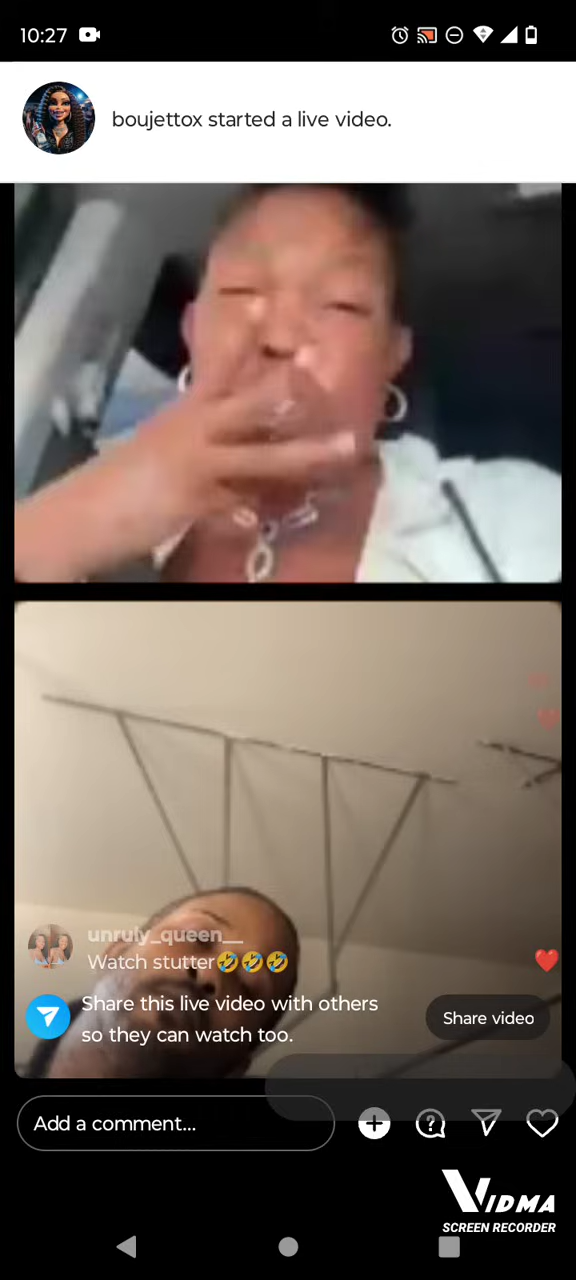 10:27
boujettox started a live video.
unruly_queen__
Watch stutter🤣🤣🤣
Share this live video with others
so they can watch too.
Share video
Add a comment...
VIDMA
SCREEN RECORDER